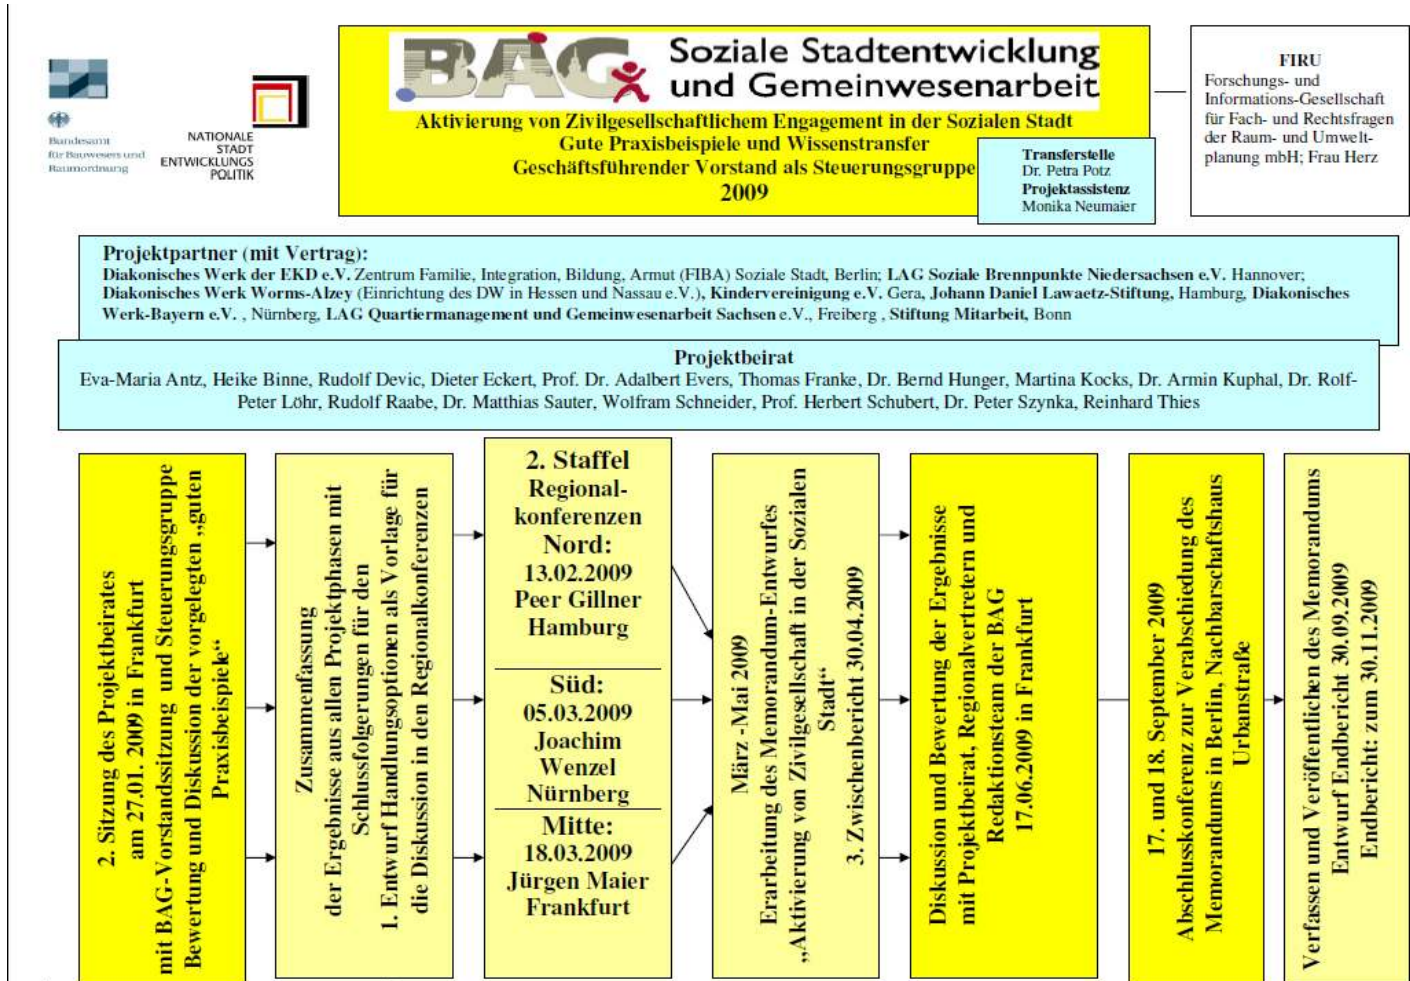 Bundesamt
für Bauwesen und
Raumordnung
NATIONALE
STADT
ENTWICKLUNGS
POLITIK
BAG Soziale Stadtentwicklung
und Gemeinwesenarbeit
Aktivierung von Zivilgesellschaftlichem Engagement in der Sozialen Stadt
Gute Praxisbeispiele und Wissenstransfer
Geschäftsführender Vorstand als Steuerungsgruppe
2009
Transferstelle
Dr. Petra Potz
Projektassistenz
Monika Neumaier
FIRU
Forschungs- und
Informations-Gesellschaft
für Fach- und Rechtsfragen
der Raum- und Umwelt-
planung mbH; Frau Herz
Projektpartner (mit Vertrag):
Diakonisches Werk der EKD e.V. Zentrum Familie, Integration, Bildung, Armut (FIBA) Soziale Stadt, Berlin; LAG Soziale Brennpunkte Niedersachsen e.V. Hannover;
Diakonisches Werk Worms-Alzey (Einrichtung des DW in Hessen und Nassau e.V.), Kindervereinigung e.V. Gera, Johann Daniel Lawaetz-Stiftung, Hamburg, Diakonisches
Werk-Bayern e.V. , Nürnberg, LAG Quartiermanagement und Gemeinwesenarbeit Sachsen e.V., Freiberg , Stiftung Mitarbeit, Bonn
Projektbeirat
Eva-Maria Antz, Heike Binne, Rudolf Devic, Dieter Eckert, Prof. Dr. Adalbert Evers, Thomas Franke, Dr. Bernd Hunger, Martina Kocks, Dr. Armin Kuphal, Dr. Rolf-
Peter Löhr, Rudolf Raabe, Dr. Matthias Sauter, Wolfram Schneider, Prof. Herbert Schubert, Dr. Peter Szynka, Reinhard Thies
2. Sitzung des Projektbeirates
am 27.01. 2009 in Frankfurt
mit BAG-Vorstandssitzung und Steuerungsgruppe
Bewertung und Diskussion der vorgelegten „guten
Praxisbeispiele“
Zusammenfassung
der Ergebnisse aus allen Projektphasen mit
Schlussfolgerungen für den
1. Entwurf Handlungsoptionen als Vorlage für
die Diskussion in den Regionalkonferenzen
2. Staffel
Regional-
konferenzen
Nord:
13.02.2009
Peer Gillner
Hamburg
Süd:
05.03.2009
Joachim
Wenzel
Nürnberg
Mitte:
18.03.2009
Jürgen Maier
Frankfurt
März -Mai 2009
Erarbeitung des Memorandum-Entwurfes
„Aktivierung von Zivilgesellschaft in der Sozialen
Stadt“
3. Zwischenbericht 30.04.2009
Diskussion und Bewertung der Ergebnisse
mit Projektbeirat, Regionalvertretern und
Redaktionsteam der BAG
17.06.2009 in Frankfurt
17. und 18. September 2009
Abschlusskonferenz zur Verabschiedung des
Memorandums in Berlin, Nachbarschaftshaus
Urbanstraße
Verfassen und Veröffentlichen des Memorandums
Entwurf Endbericht 30.09.2009
Endbericht: zum 30.11.2009